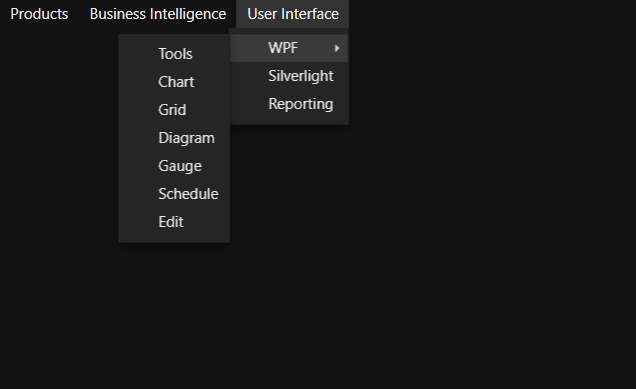 Products
Business Intelligence
User Interface
WPF
Silverlight
Reporting
Tools
Chart
Grid
Diagram
Gauge
Schedule
Edit